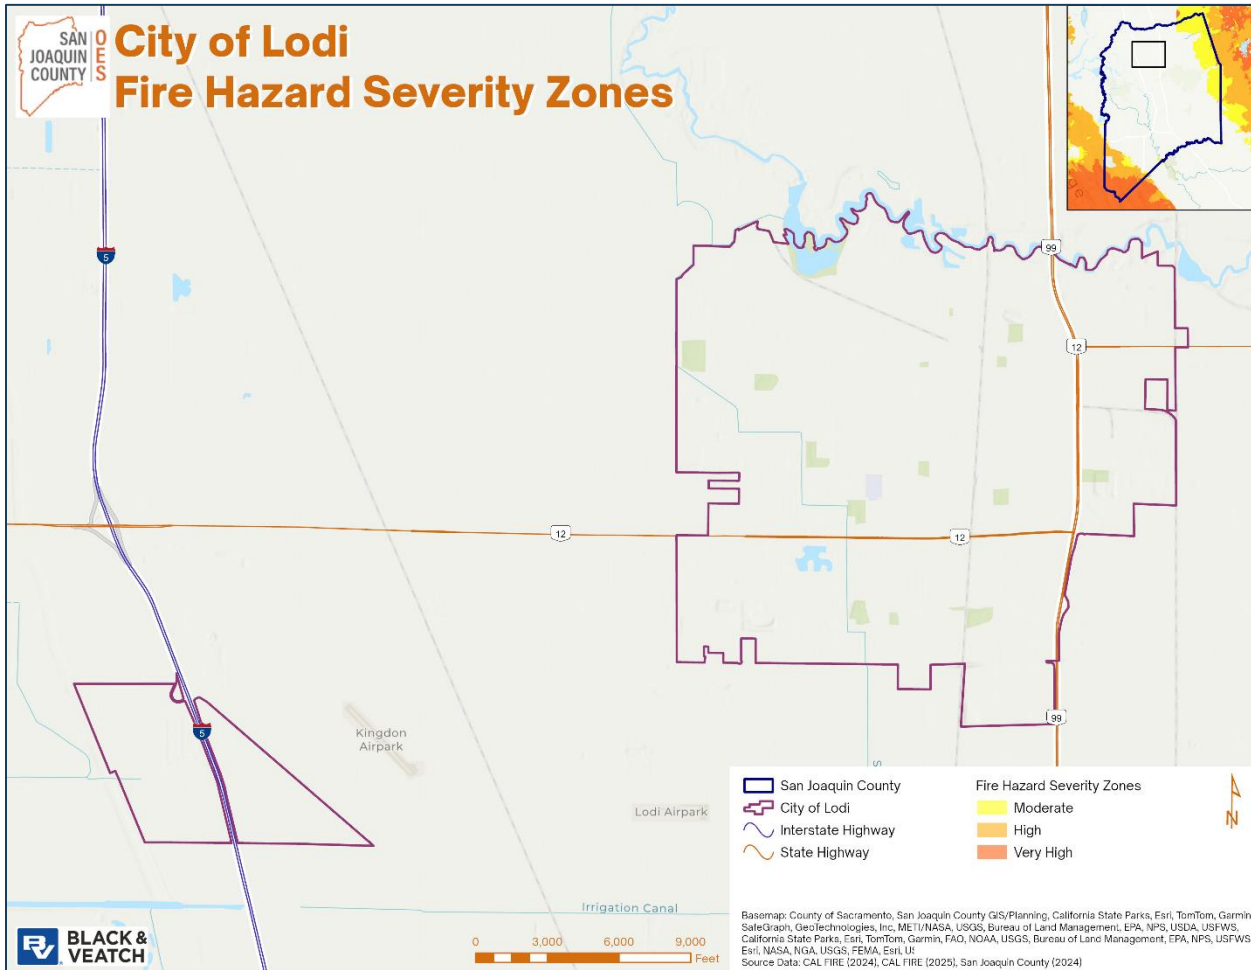 SAN
JOAQUIN
COUNTY
OES
City of Lodi
Fire Hazard Severity Zones
5
99
12
12
12
5
99
Kingdon
Airpark
Lodi Airpark
Irrigation Canal
San Joaquin County
City of Lodi
Interstate Highway
State Highway
Fire Hazard Severity Zones
Moderate
High
Very High
N
BLACK &
VEATCH
0 3,000 6,000 9,000
Feet
Basemap: County of Sacramento, San Joaquin County GIS/Planning, California State Parks, Esri, TomTom, Garmin
SafeGraph, GeoTechnologies, Inc, METI/NASA, USGS, Bureau of Land Management, EPA, NPS, USDA, USFWS,
California State Parks, Esri, TomTom, Garmin, FAO, NOAA, USGS, Bureau of Land Management, EPA, NPS, USFWS
Esri, NASA, NGA, USGS, FEMA, Esri,
Source Data: CAL FIRE (2024), CAL FIRE (2025), San Joaquin County (2024)